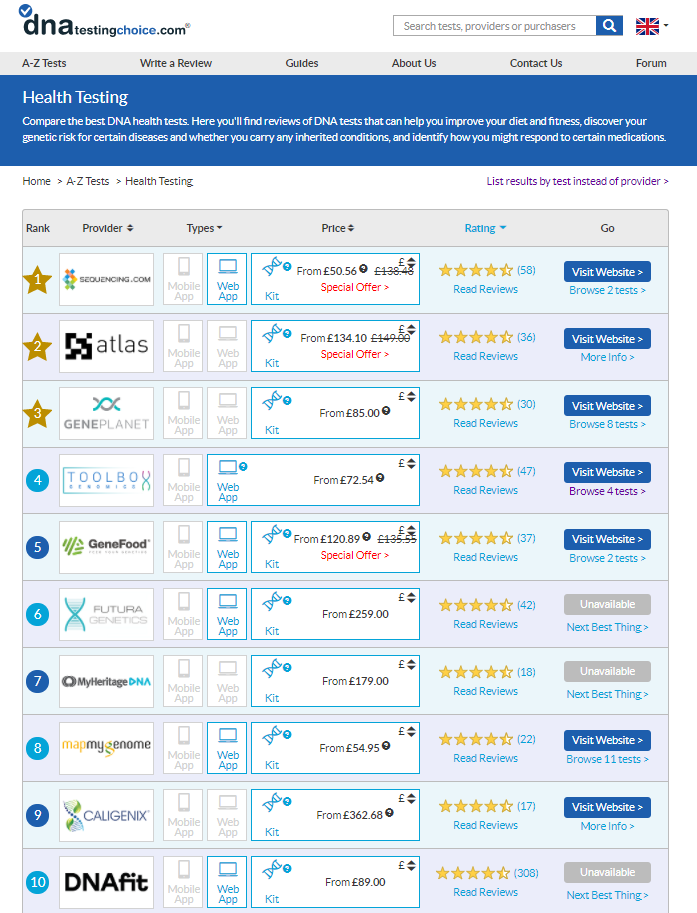 dnatestingchoice.com®
Search tests, providers or purchasers
A-Z Tests Write a Review Guides About Us Contact Us Forum
Health Testing
Compare the best DNA health tests. Here you'll find reviews of DNA tests that can help you improve your diet and fitness, discover your
genetic risk for certain diseases and whether you carry any inherited conditions, and identify how you might respond to certain medications.
Home > A-Z Tests > Health Testing
List results by test instead of provider >
Rank Provider Types Price Rating Go
1 SEQUENCING.COM Mobile App Web App Kit £ From £50.56 £138.48 Special Offer > (58) Read Reviews Visit Website > Browse 2 tests >
2 atlas Mobile App Web App Kit £ From £134.10 £149.00 Special Offer > (36) Read Reviews Visit Website > More Info >
3 GENEPLANET Mobile App Web App Kit £ From £85.00 (30) Read Reviews Visit Website > Browse 8 tests >
4 TOOLBOX GENOMICS Mobile App Web App £ From £72.54 (47) Read Reviews Visit Website > Browse 4 tests >
5 GeneFood Mobile App Web App Kit £ From £120.89 £135.55 Special Offer > (37) Read Reviews Visit Website > Browse 2 tests >
6 FUTURA GENETICS Mobile App Web App Kit £ From £259.00 (42) Read Reviews Unavailable Next Best Thing >
7 MyHeritage DNA Mobile App Web App Kit £ From £179.00 (18) Read Reviews Unavailable Next Best Thing >
8 mapmygenome Mobile App Web App Kit £ From £54.95 (22) Read Reviews Visit Website > Browse 11 tests >
9 CALIGENIX Mobile App Web App Kit £ From £362.68 (17) Read Reviews Visit Website > More Info >
10 DNAfit Mobile App Web App Kit £ From £89.00 (308) Read Reviews Unavailable Next Best Thing >